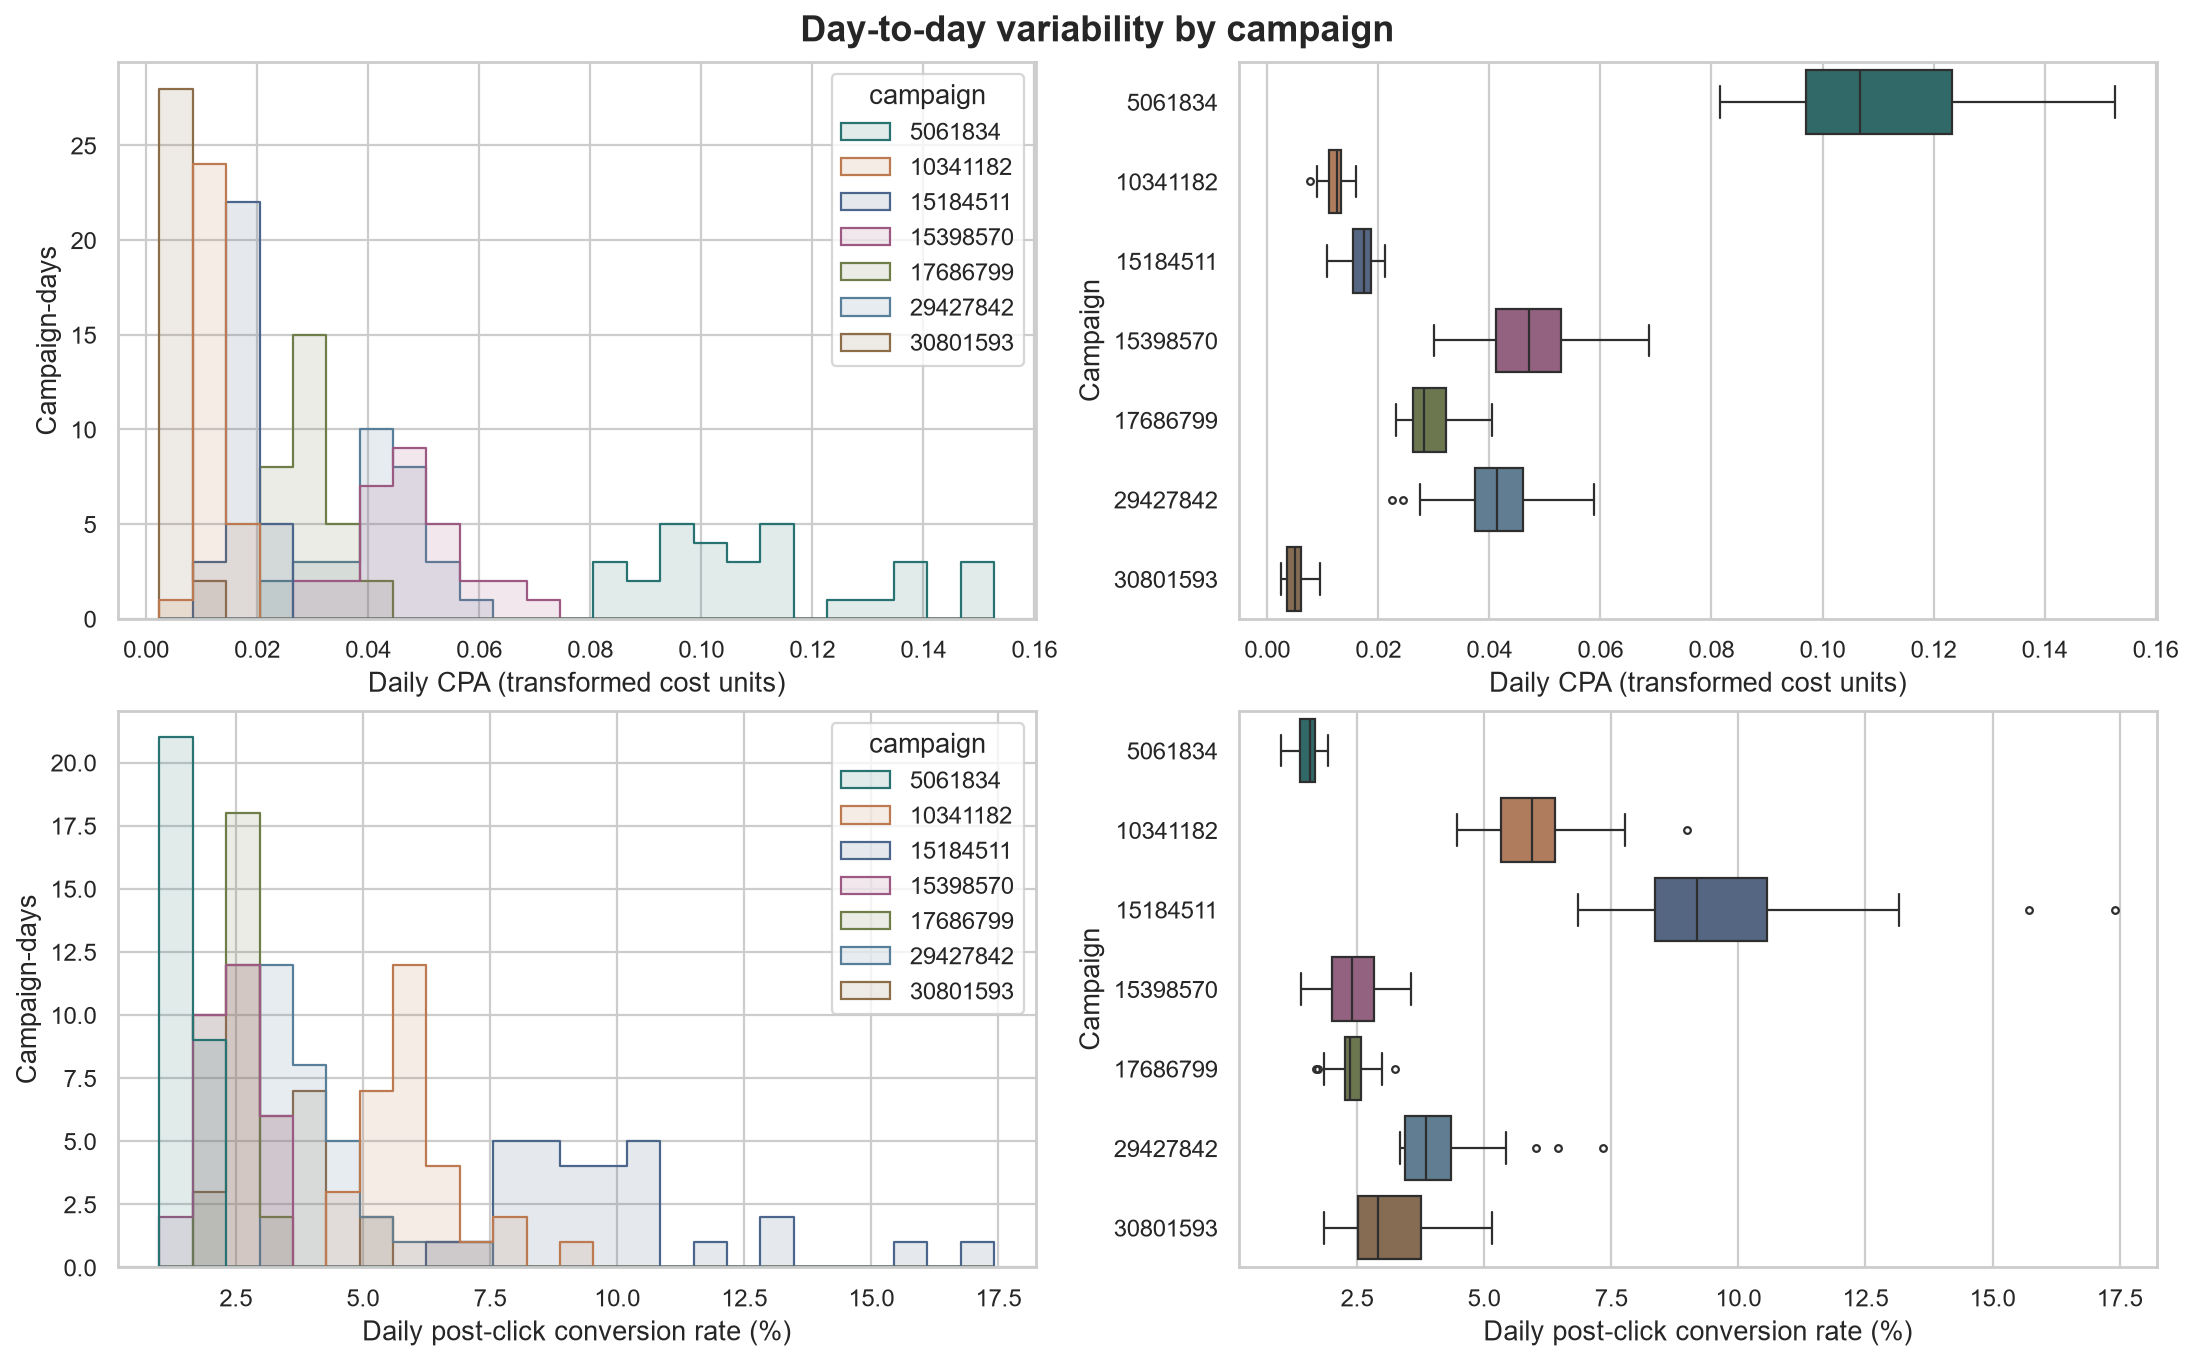 Day-to-day variability by campaign
Campaign-days
25
20
15
10
5
0
0.00 0.02 0.04 0.06 0.08 0.10 0.12 0.14 0.16
Daily CPA (transformed cost units)
campaign
5061834
10341182
15184511
15398570
17686799
29427842
30801593
Campaign
5061834
10341182
15184511
15398570
17686799
29427842
30801593
0.00 0.02 0.04 0.06 0.08 0.10 0.12 0.14 0.16
Daily CPA (transformed cost units)
Campaign-days
20.0
17.5
15.0
12.5
10.0
7.5
5.0
2.5
0.0
2.5 5.0 7.5 10.0 12.5 15.0 17.5
Daily post-click conversion rate (%)
campaign
5061834
10341182
15184511
15398570
17686799
29427842
30801593
Campaign
5061834
10341182
15184511
15398570
17686799
29427842
30801593
2.5 5.0 7.5 10.0 12.5 15.0 17.5
Daily post-click conversion rate (%)